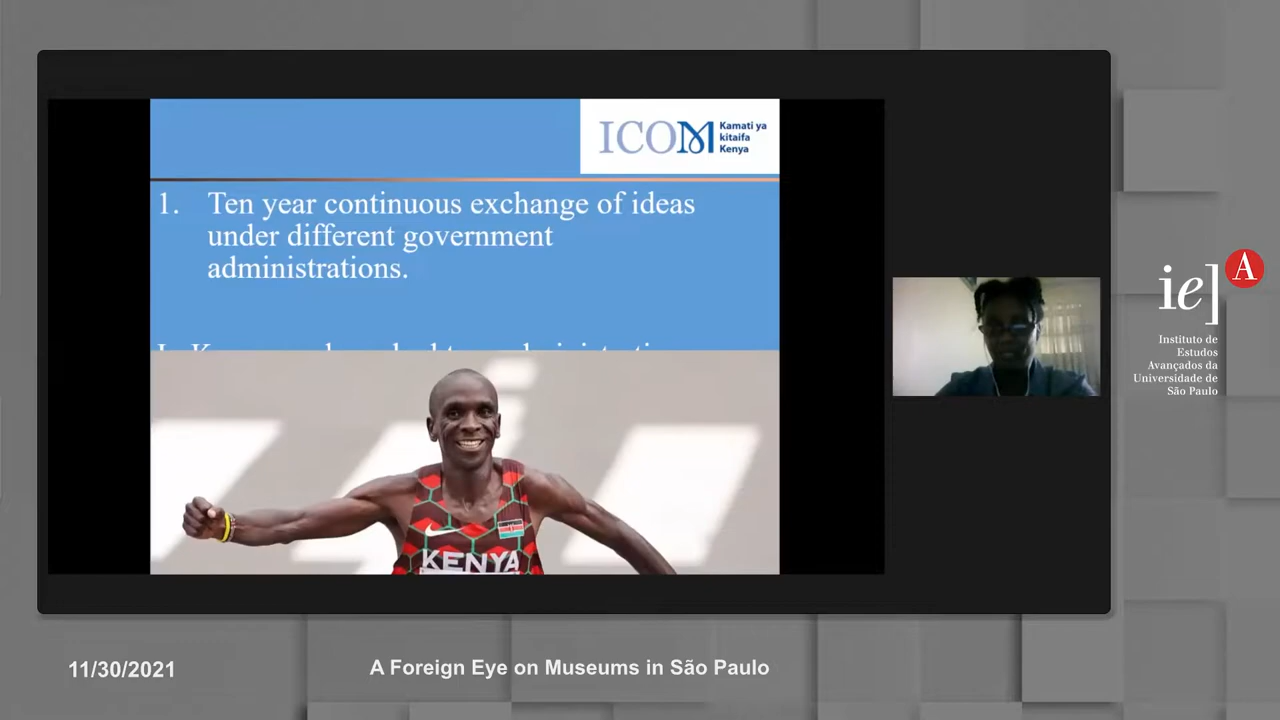 ICOM
Kamati ya
kitaifa
Kenya
1. Ten year continuous exchange of ideas
under different government
administrations.
KENYA
ie]A
Instituto de
Estudos
Avançados da
Universidade de
São Paulo
11/30/2021
A Foreign Eye on Museums in São Paulo